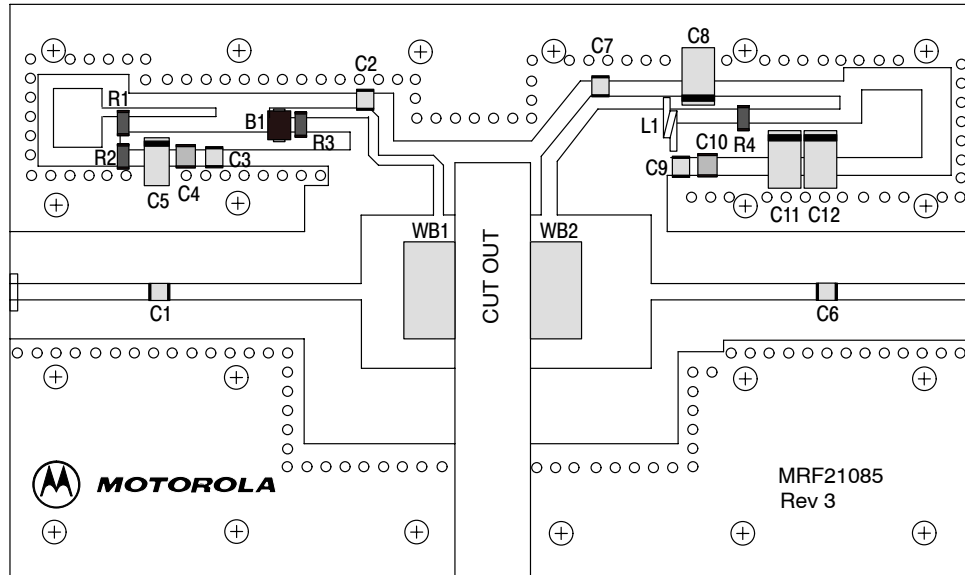 C8
C7
C2
R1
B1
L1
R3
R4
C10
R2
C3
C9
C4
C5
C11
C12
WB1
WB2
CUT OUT
C1
C6
MOTOROLA
MRF21085
Rev 3